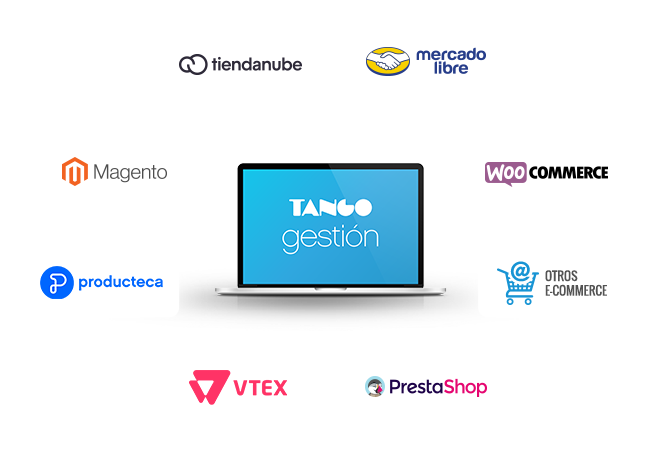 tiendanube
mercado
libre
Magento
WOO COMMERCE
TANGO
gestión
producteca
@
OTROS
E-COMMERCE
VTEX
PrestaShop